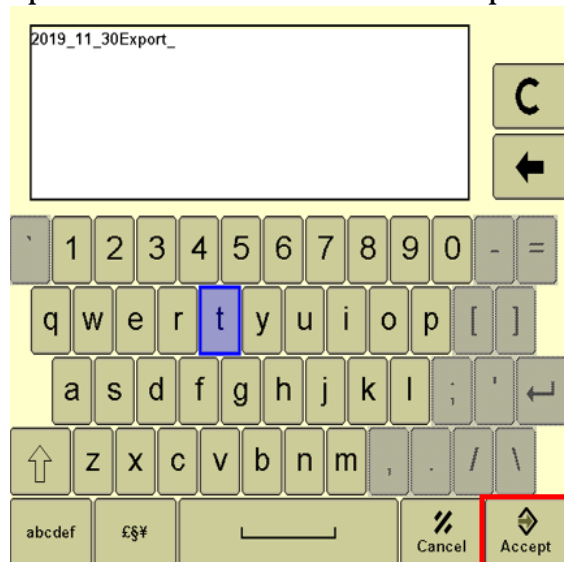 2019_11_30Export_
C
` 1 2 3 4 5 6 7 8 9 0 - =
q w e r t y u i o p [ ]
a s d f g h j k l ; '
z x c v b n m , . / \
abcdef £§¥ Cancel Accept